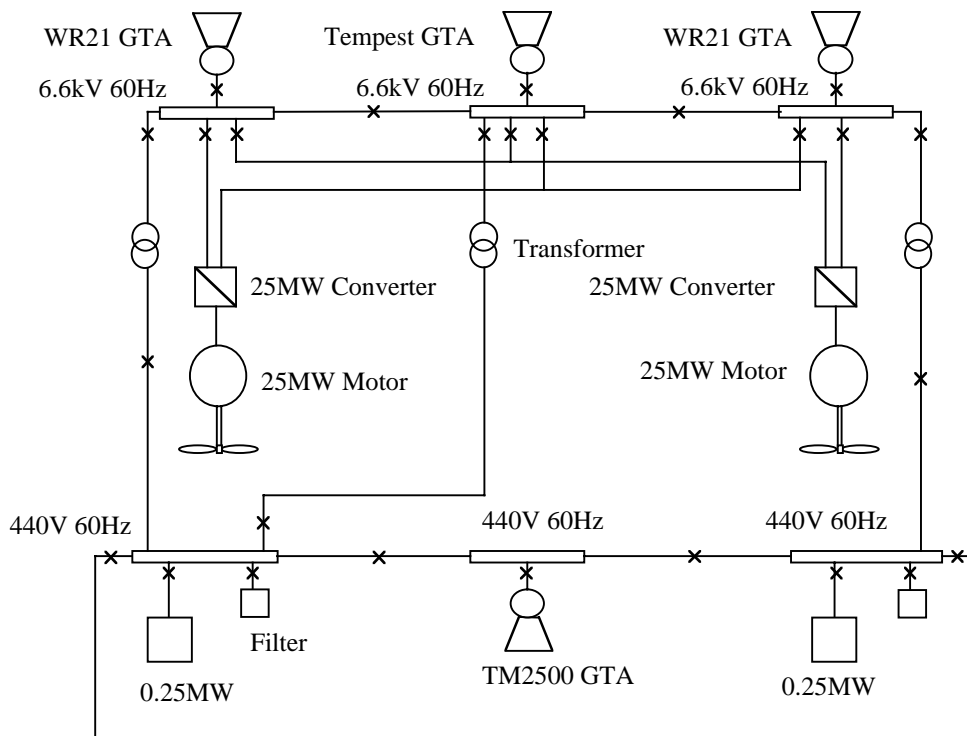 WR21 GTA
Tempest GTA
WR21 GTA
6.6kV 60Hz
6.6kV 60Hz
6.6kV 60Hz
Transformer
25MW Converter
25MW Converter
25MW Motor
25MW Motor
440V 60Hz
440V 60Hz
440V 60Hz
Filter
TM2500 GTA
0.25MW
0.25MW